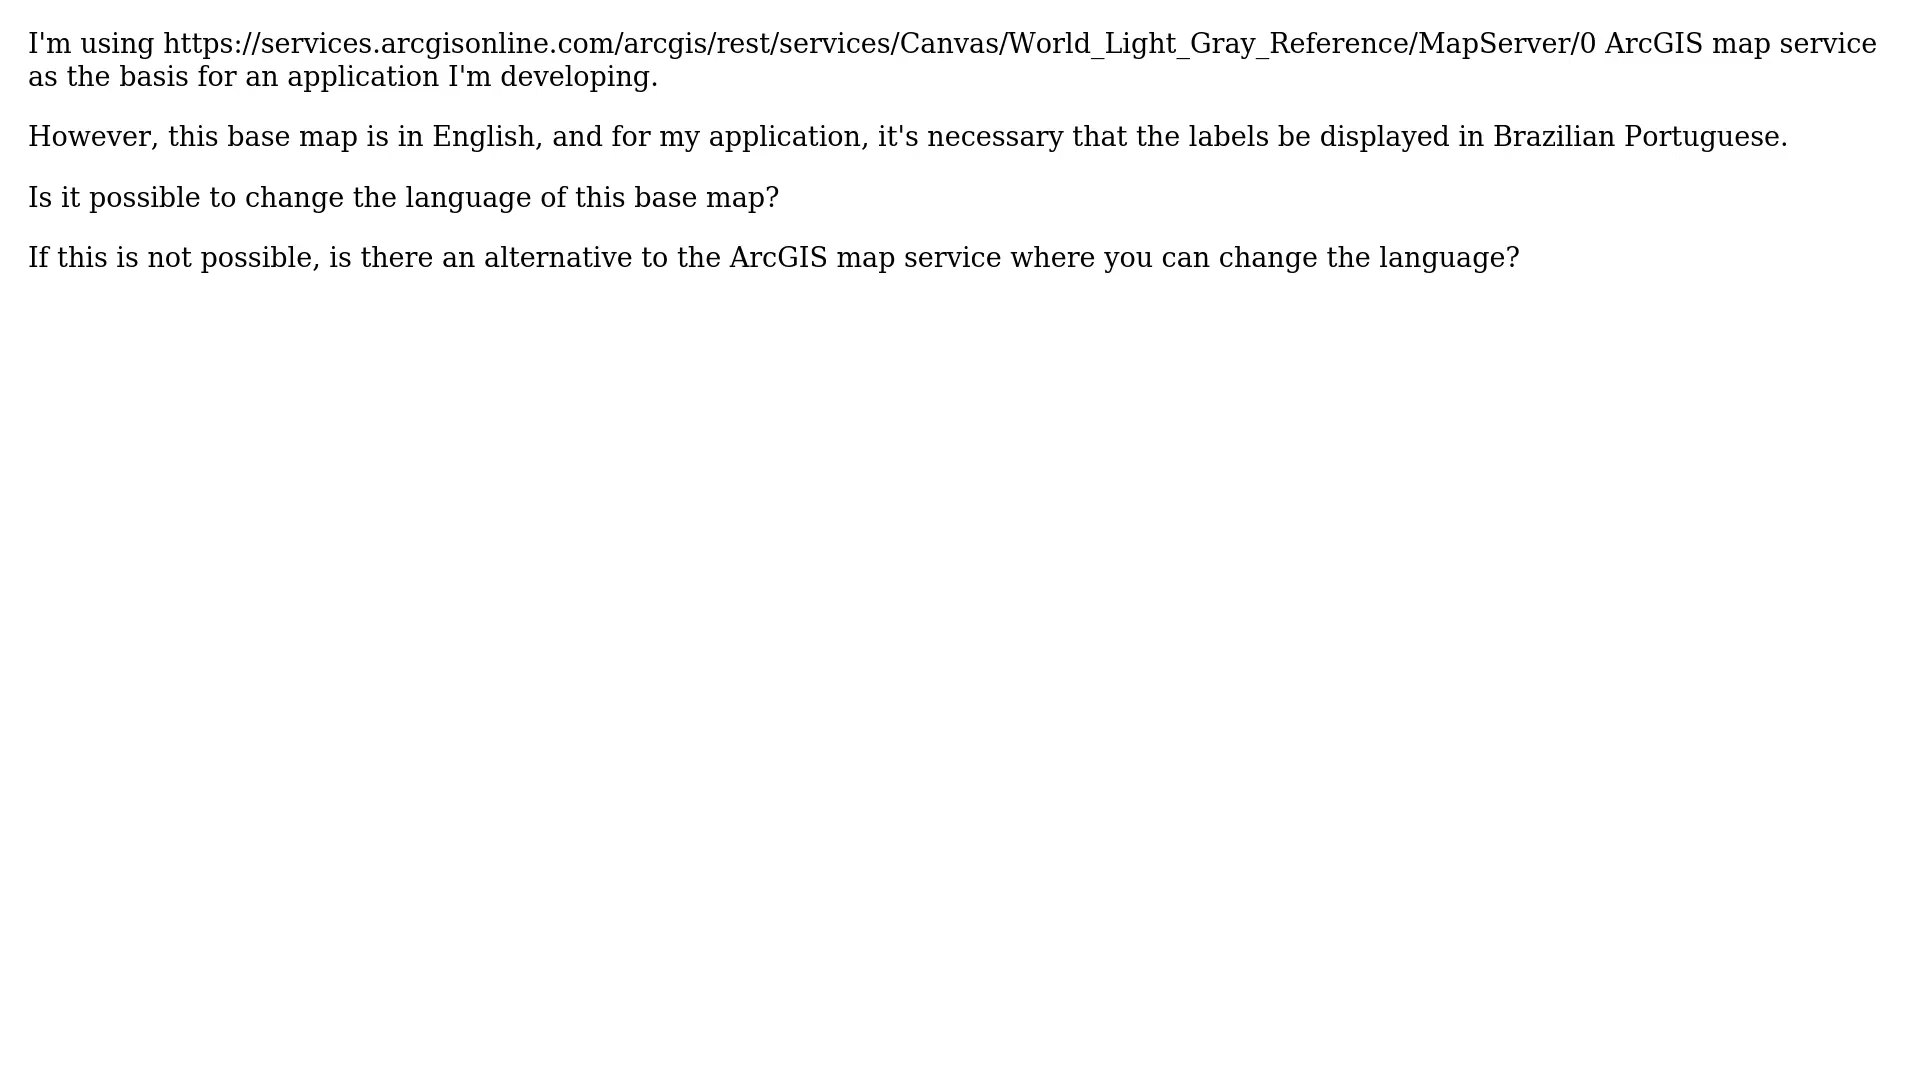 I'm using https://services.arcgisonline.com/arcgis/rest/services/Canvas/World_Light_Gray_Reference/MapServer/0 ArcGIS map service
as the basis for an application I'm developing.
However, this base map is in English, and for my application, it's necessary that the labels be displayed in Brazilian Portuguese.
Is it possible to change the language of this base map?
If this is not possible, is there an alternative to the ArcGIS map service where you can change the language?